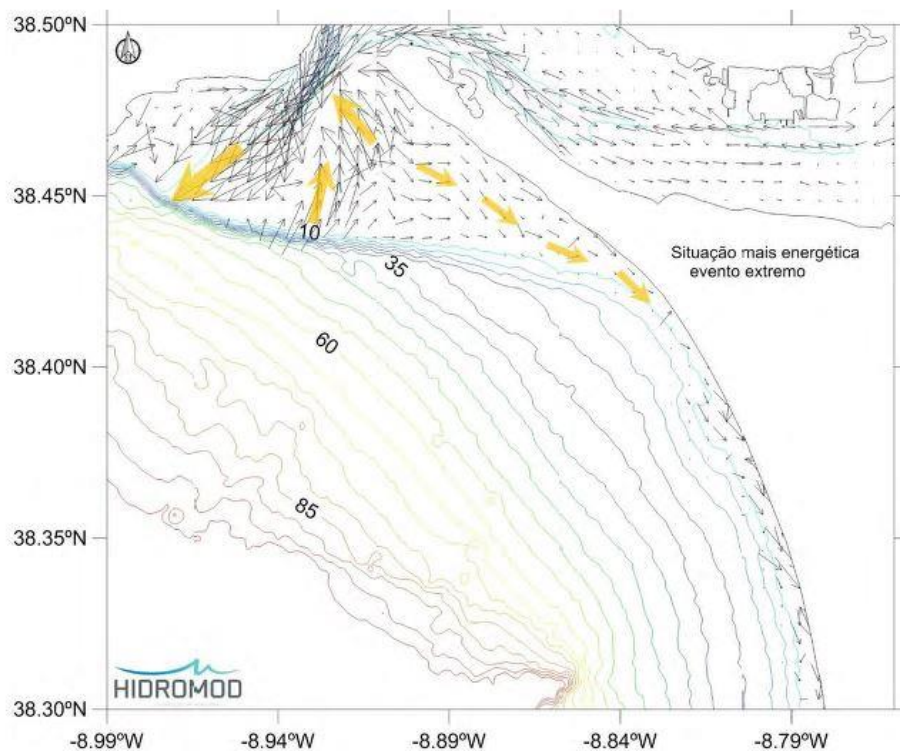 38.50ºN
38.45ºN
10
35
Situação mais energética
evento extremo
38.40ºN
60
85
38.35ºN
HIDROMOD
38.30ºN
-8.99ºW
-8.94ºW
-8.89ºW
-8.84ºW
-8.79ºW